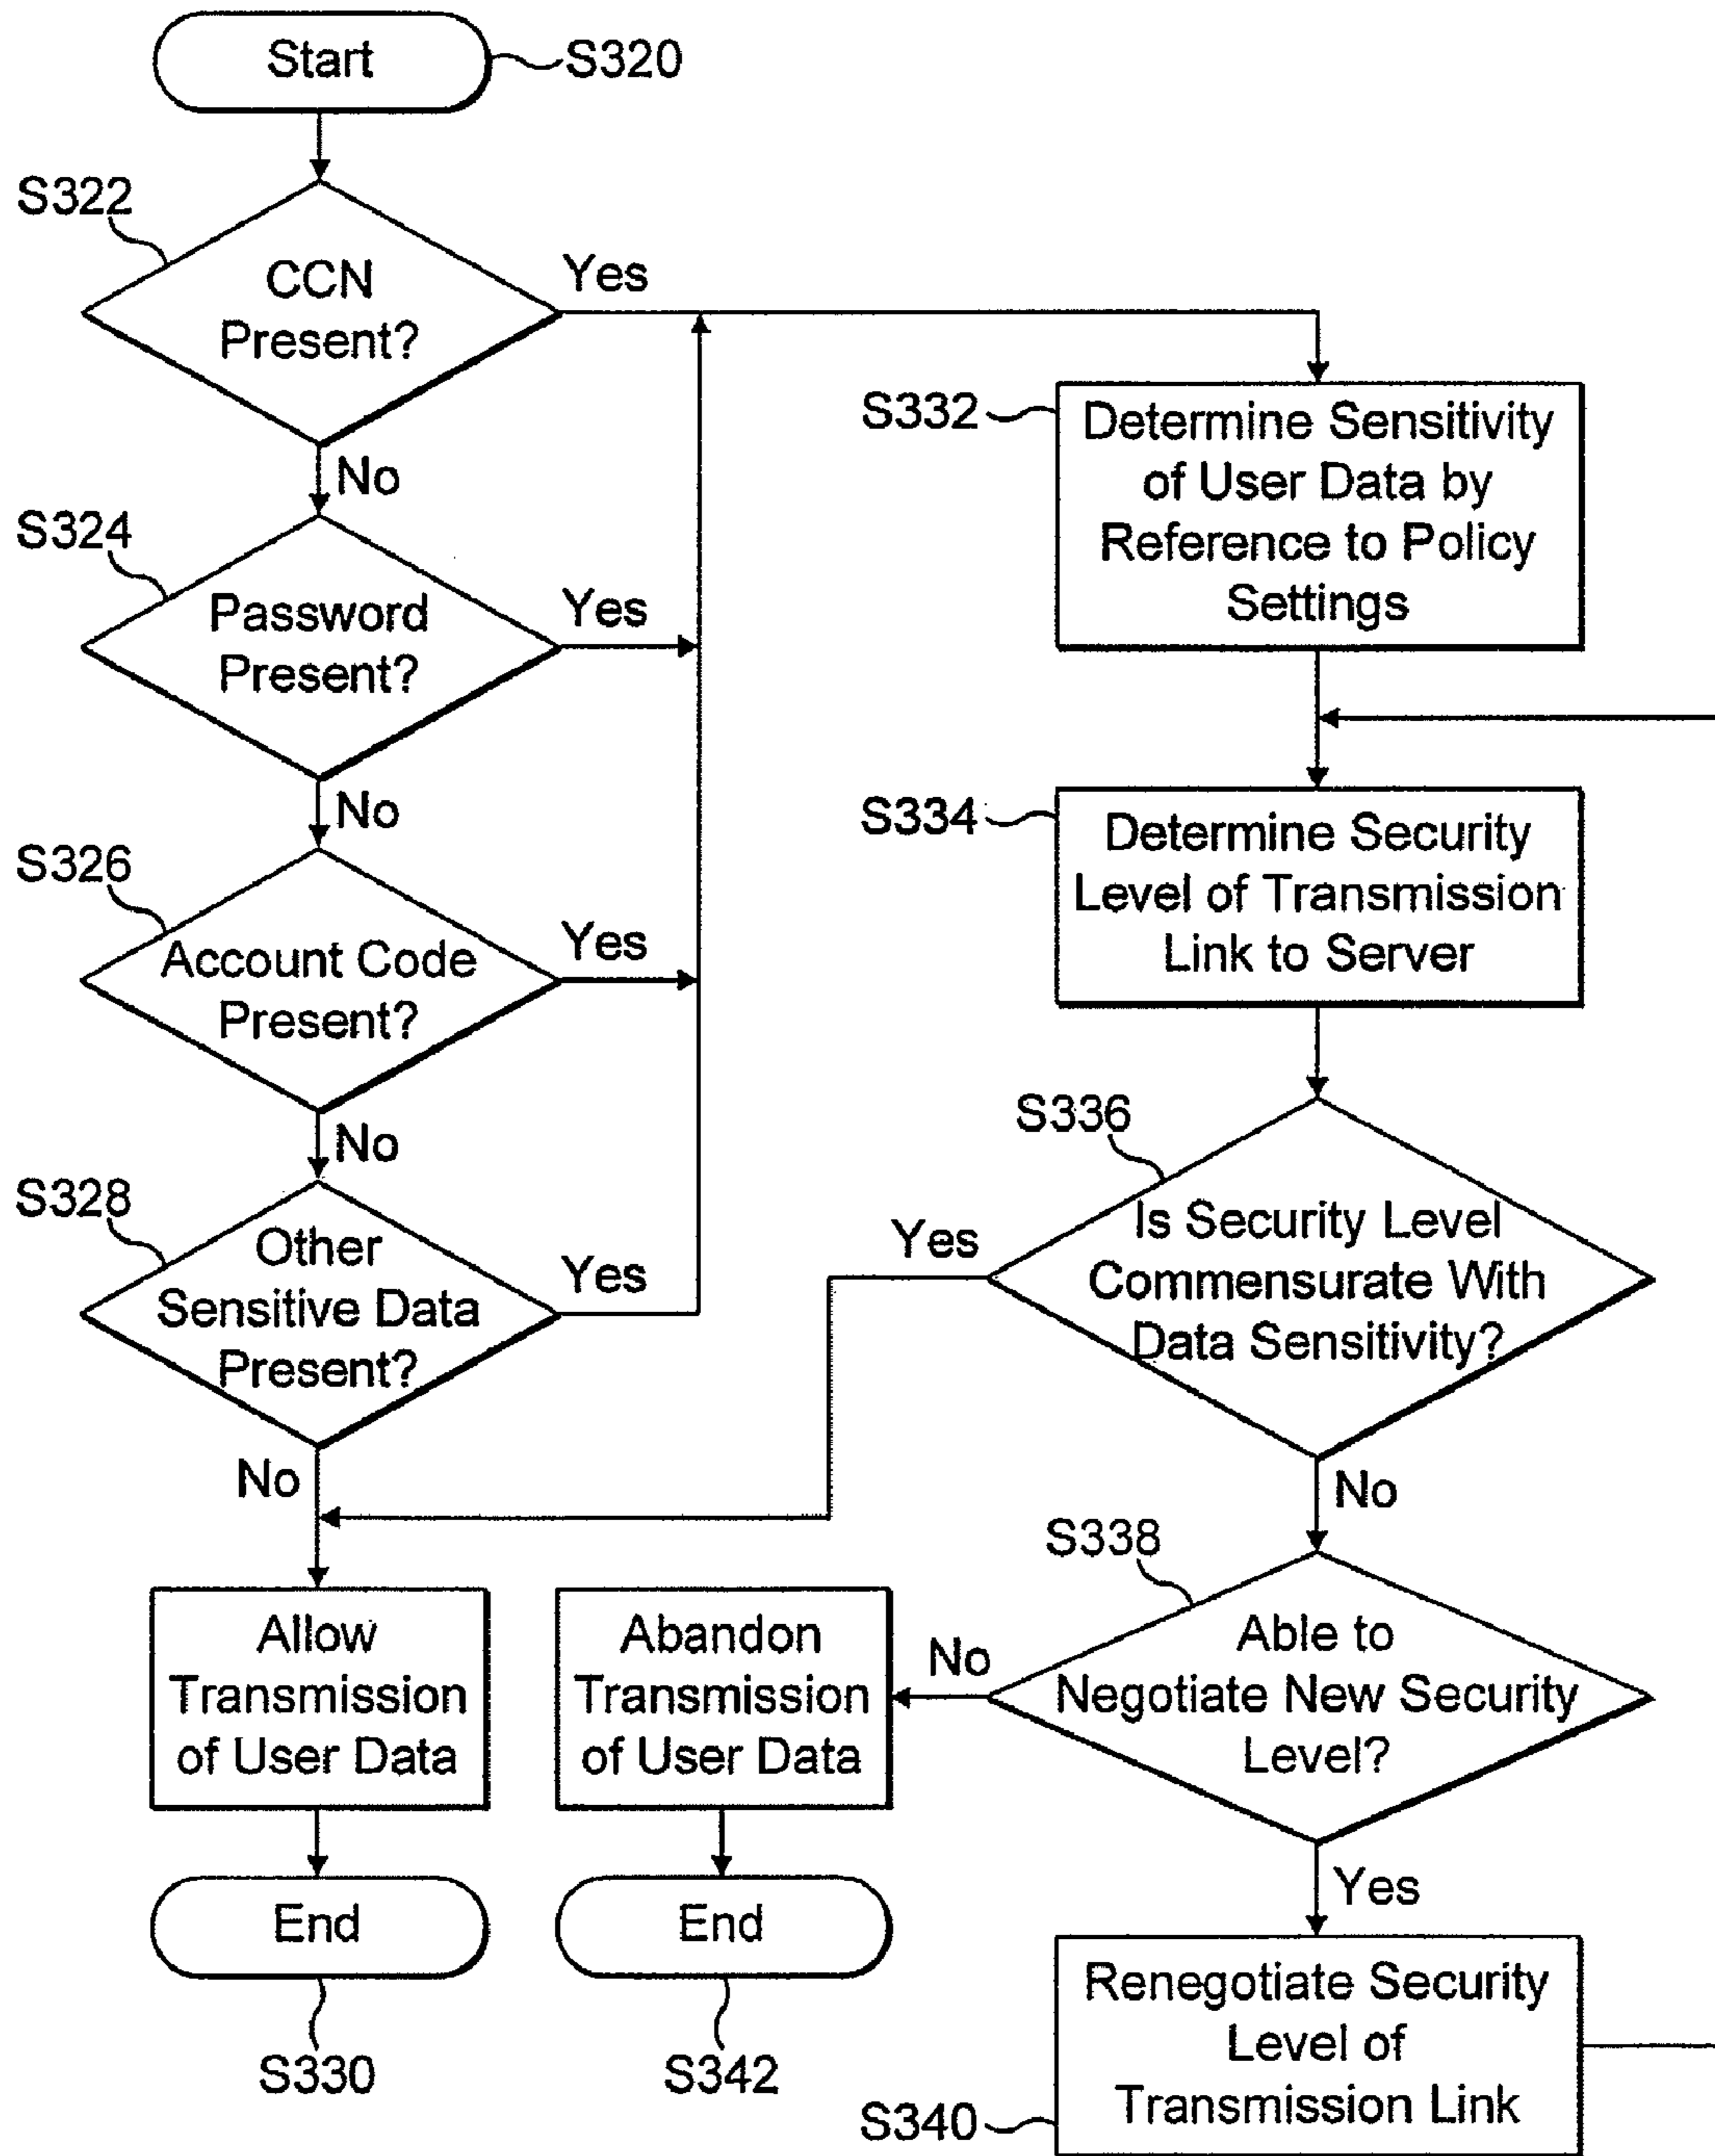 Start
S320
S322
CCN
Present?
Yes
No
S324
Password
Present?
Yes
No
S326
Account Code
Present?
Yes
No
S328
Other
Sensitive Data
Present?
Yes
No
Allow
Transmission
of User Data
End
S330
S332
Determine Sensitivity
of User Data by
Reference to Policy
Settings
S334
Determine Security
Level of Transmission
Link to Server
S336
Is Security Level
Commensurate With
Data Sensitivity?
Yes
No
S338
Able to
Negotiate New Security
Level?
No
Abandon
Transmission
of User Data
End
S342
Yes
Renegotiate Security
Level of
Transmission Link
S340